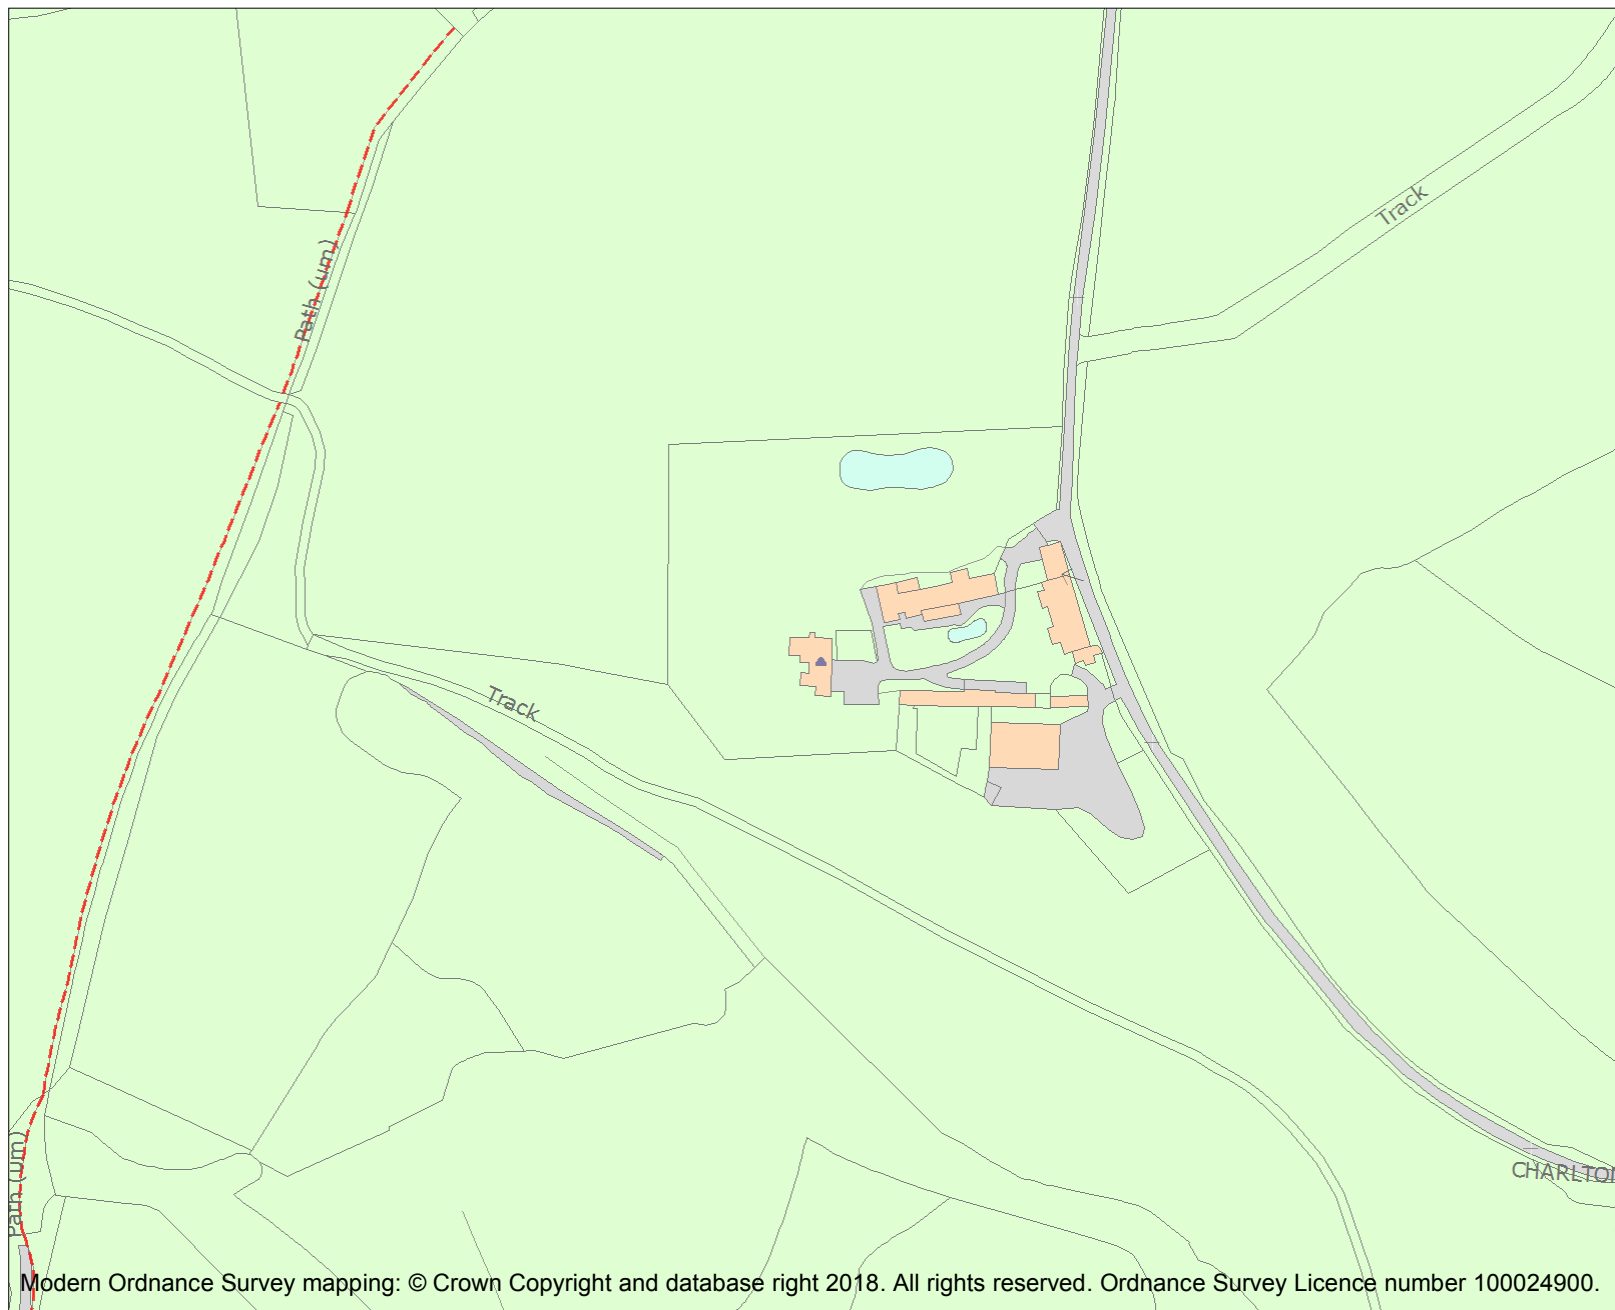 Track
Path (um)
Track
Path (um)
CHARLTON
Modern Ordnance Survey mapping: © Crown Copyright and database right 2018. All rights reserved. Ordnance Survey Licence number 100024900.